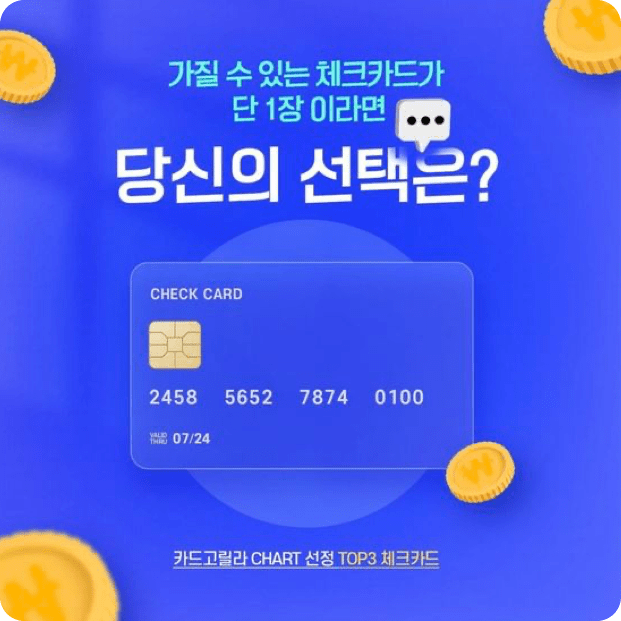 가질 수 있는 체크카드가
단 1장 이라면
당신의 선택은?
CHECK CARD
2458 5652 7874 0100
VALID
THRU 07/24
카드고릴라 CHART 선정 TOP3 체크카드